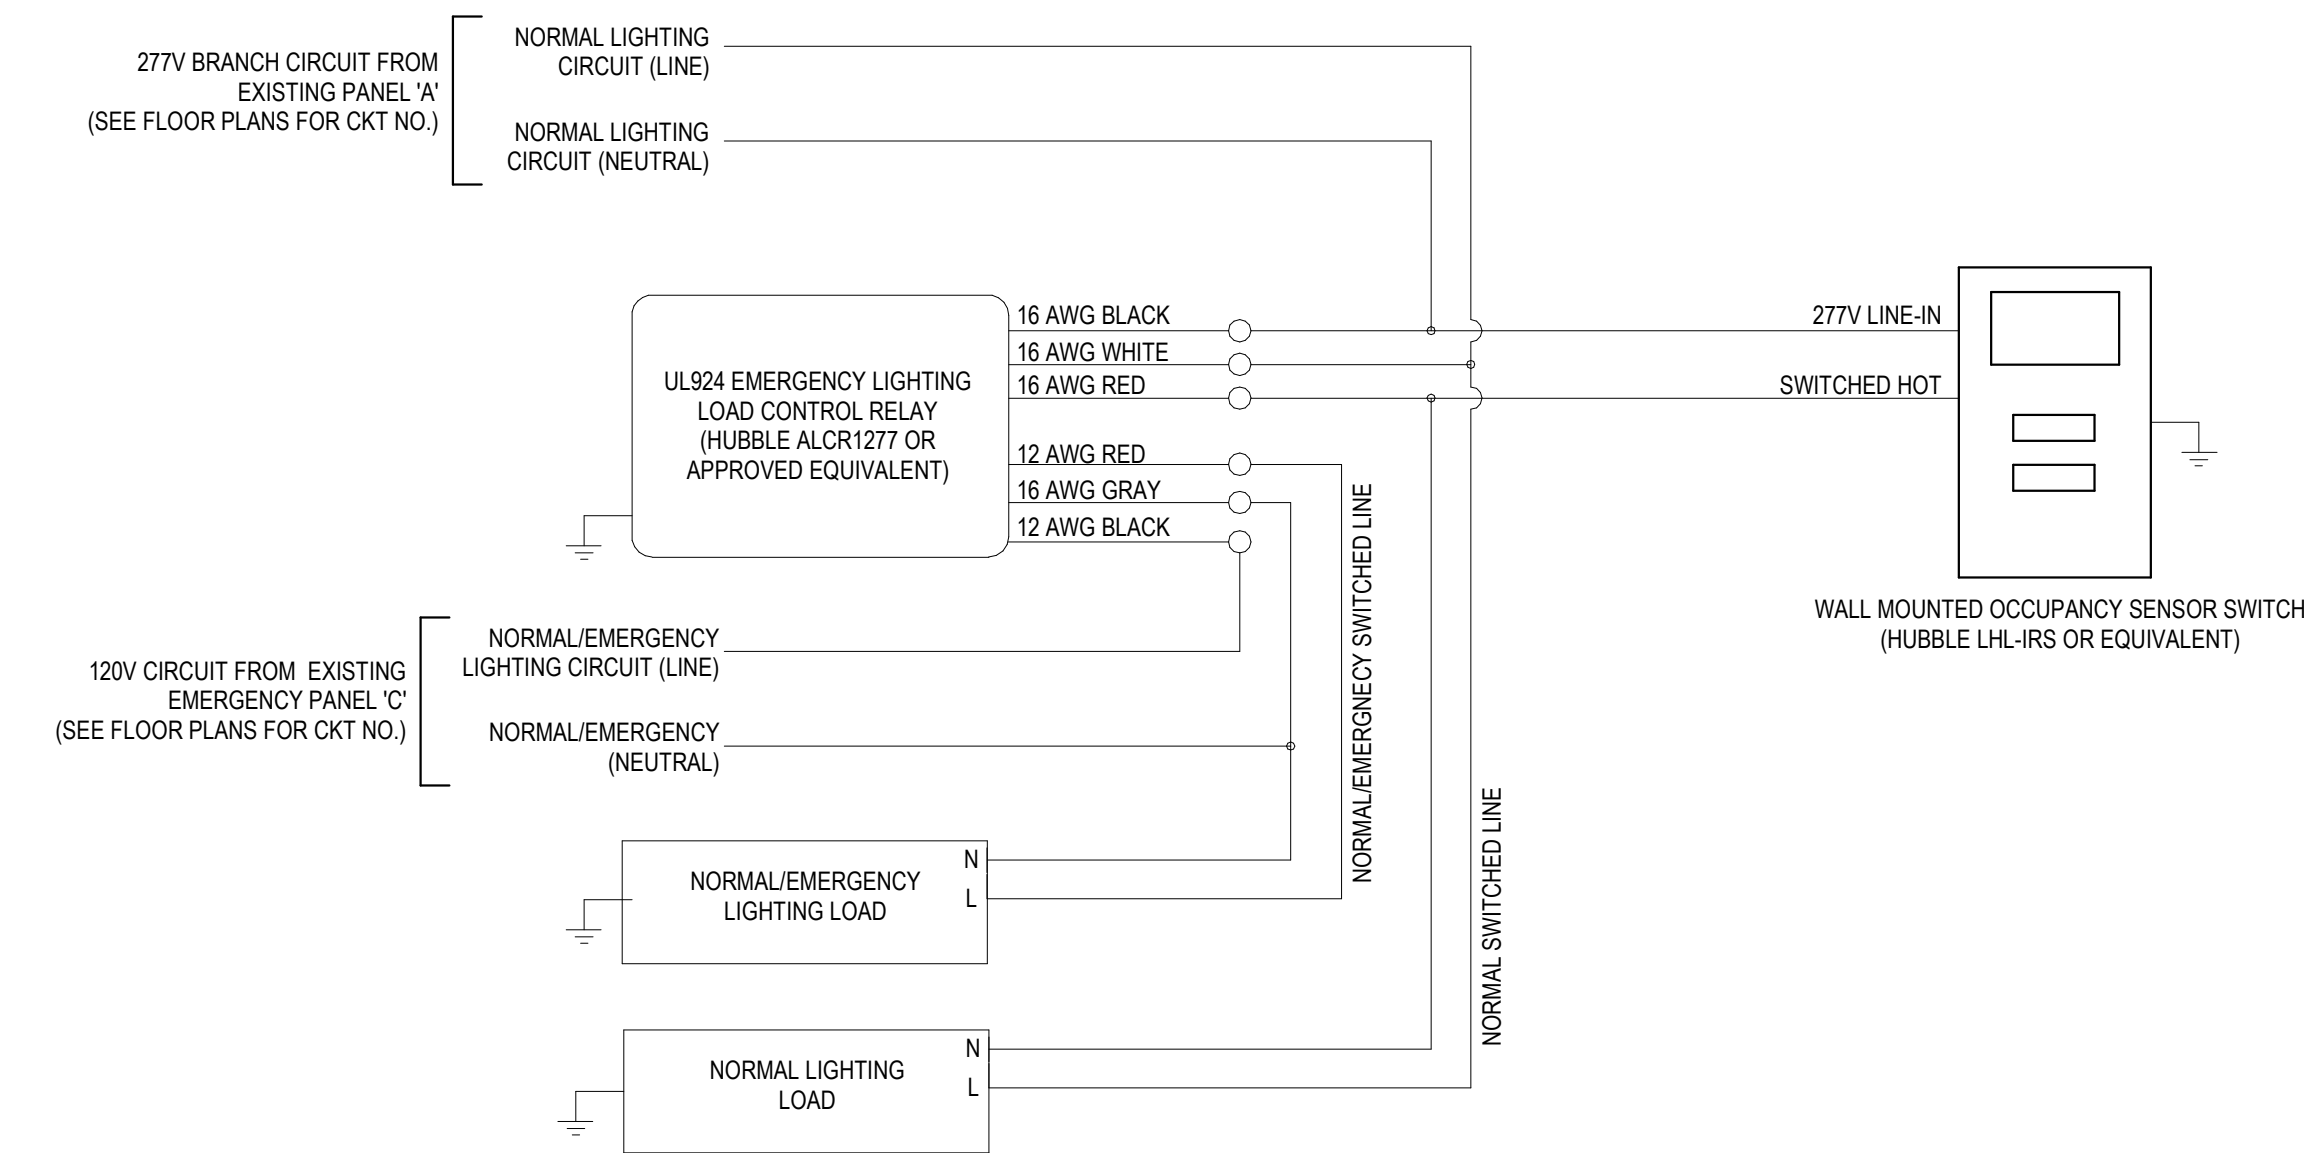 NORMAL LIGHTING
CIRCUIT (LINE)
277V BRANCH CIRCUIT FROM
EXISTING PANEL 'A'
(SEE FLOOR PLANS FOR CKT NO.)
NORMAL LIGHTING
CIRCUIT (NEUTRAL)
16 AWG BLACK
16 AWG WHITE
16 AWG RED
12 AWG RED
16 AWG GRAY
12 AWG BLACK
UL924 EMERGENCY LIGHTING
LOAD CONTROL RELAY
(HUBBLE ALCR1277 OR
APPROVED EQUIVALENT)
277V LINE-IN
SWITCHED HOT
WALL MOUNTED OCCUPANCY SENSOR SWITCH
(HUBBLE LHL-IRS OR EQUIVALENT)
NORMAL/EMERGENCY
LIGHTING CIRCUIT (LINE)
120V CIRCUIT FROM  EXISTING
EMERGENCY PANEL 'C'
(SEE FLOOR PLANS FOR CKT NO.)
NORMAL/EMERGENCY
(NEUTRAL)
NORMAL/EMERGNECY SWITCHED LINE
NORMAL SWITCHED LINE
N
NORMAL/EMERGENCY
LIGHTING LOAD
L
N
NORMAL LIGHTING
LOAD
L